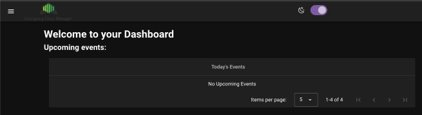 Welcome to your Dashboard
Upcoming events:
Today's Events
No Upcoming Events
Items per page: 5 1-4 of 4